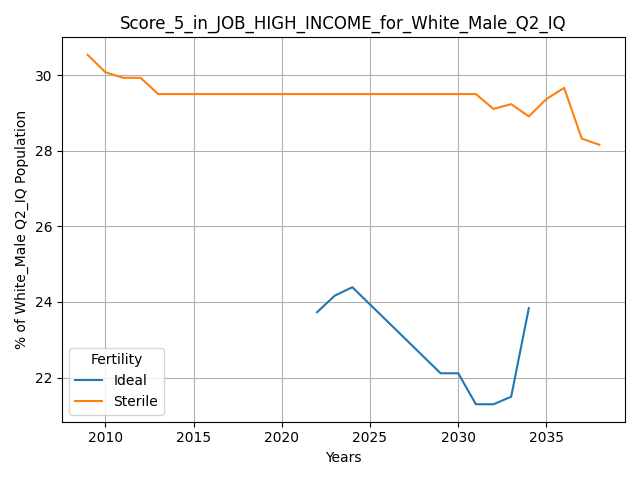 Score_5_in_JOB_HIGH_INCOME_for_White_Male_Q2_IQ
% of White_Male Q2_IQ Population
30
28
26
24
22
Fertility
Ideal
Sterile
2010 2015 2020 2025 2030 2035
Years